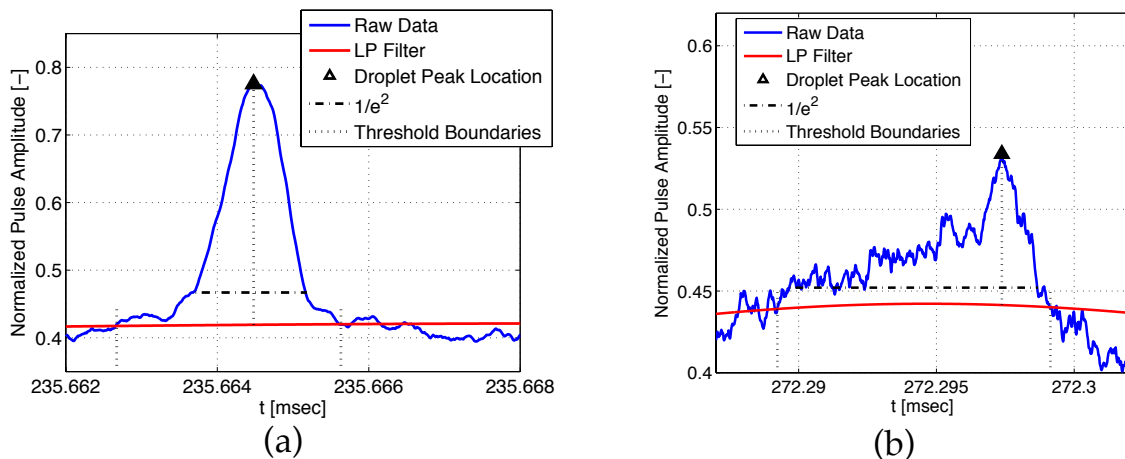 Raw Data
LP Filter
Droplet Peak Location
1/e²
Threshold Boundaries
Normalized Pulse Amplitude [−]
0.8
0.7
0.6
0.5
0.4
235.662
235.664
235.666
235.668
t [msec]
(a)
Raw Data
LP Filter
Droplet Peak Location
1/e²
Threshold Boundaries
Normalized Pulse Amplitude [−]
0.6
0.55
0.5
0.45
0.4
272.29
272.295
272.3
t [msec]
(b)